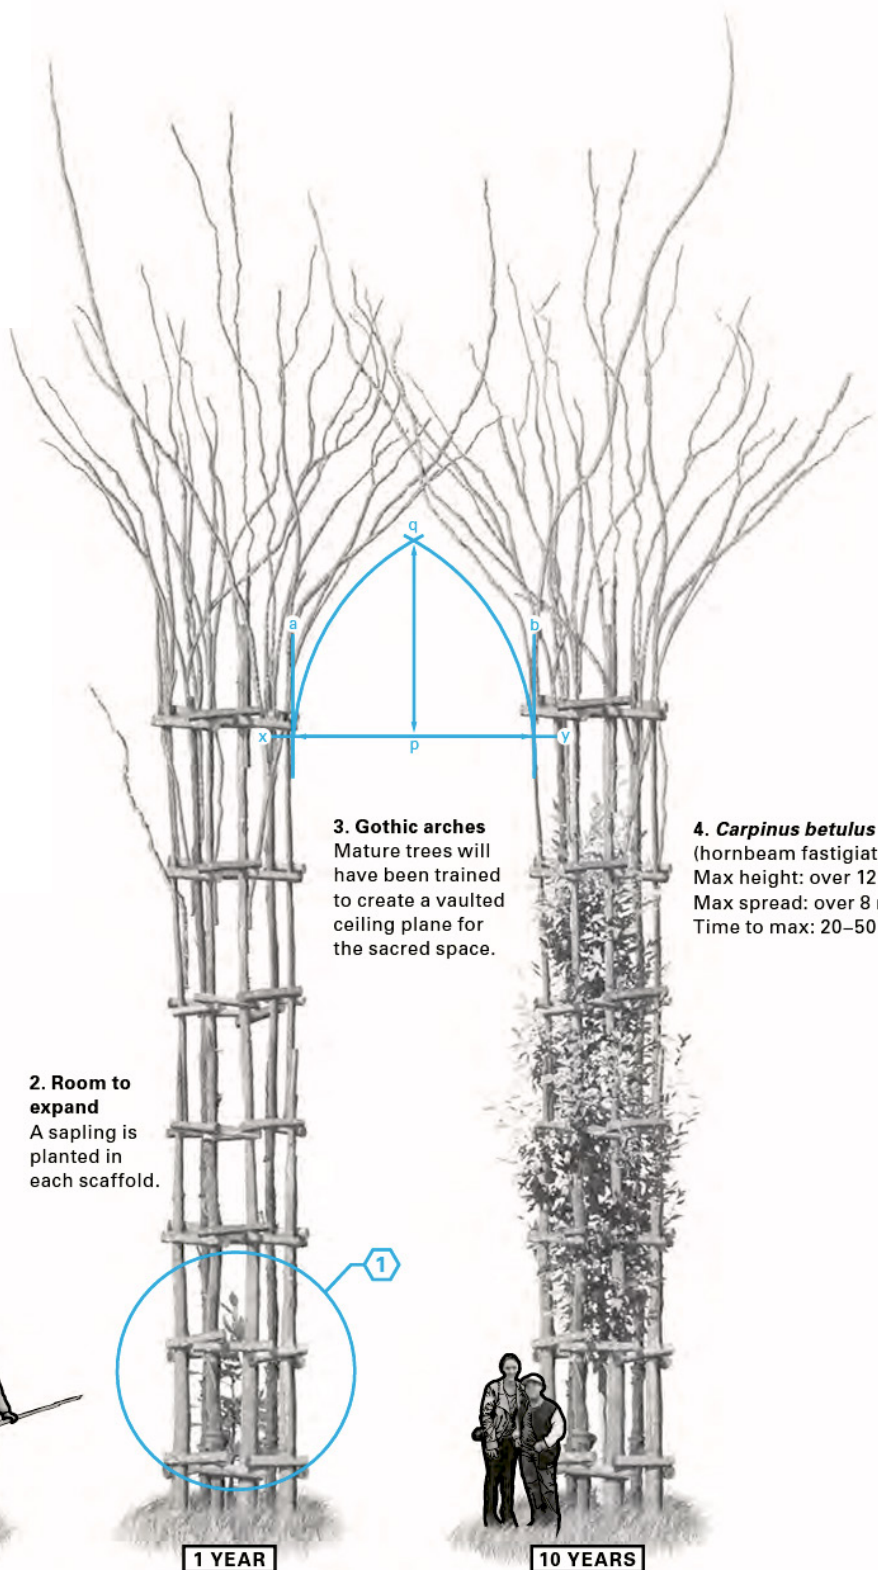 q
a
b
x
y
p
3. Gothic arches
Mature trees will
have been trained
to create a vaulted
ceiling plane for
the sacred space.
4. Carpinus betulus
(hornbeam fastigiat
Max height: over 12
Max spread: over 8
Time to max: 20–50
2. Room to
expand
A sapling is
planted in
each scaffold.
1
1 YEAR
10 YEARS